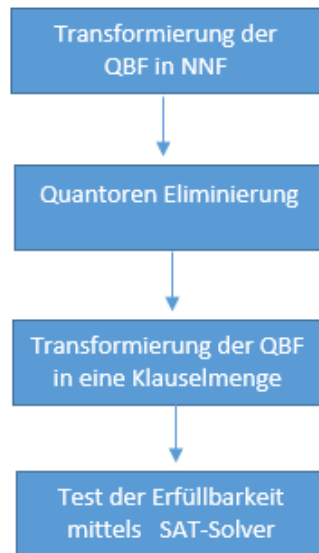 Transformierung der
QBF in NNF
Quantoren Eliminierung
Transformierung der QBF
in eine Klauselmenge
Test der Erfüllbarkeit
mittels SAT-Solver